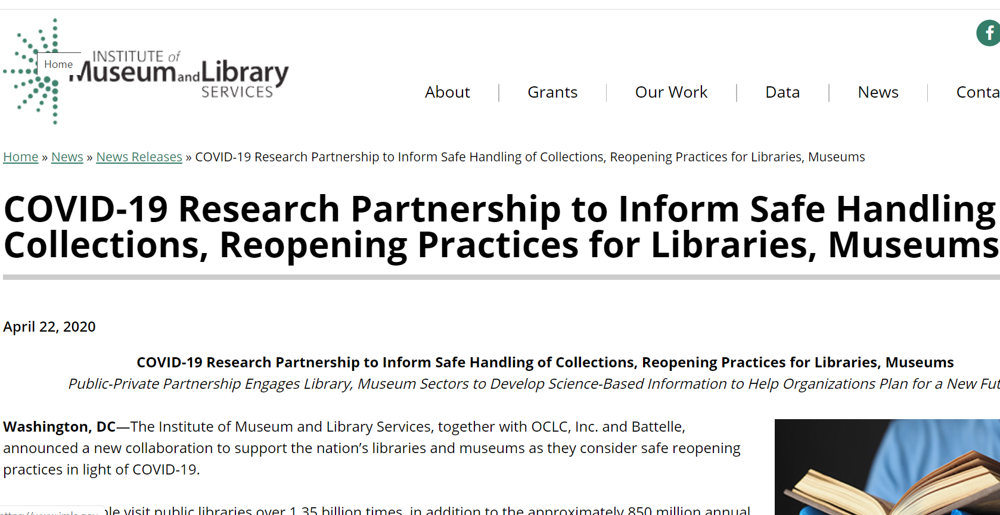 INSTITUTE of
Museum and Library
SERVICES
Home
f
About
Grants
Our Work
Data
News
Conta
Home » News » News Releases » COVID-19 Research Partnership to Inform Safe Handling of Collections, Reopening Practices for Libraries, Museums
COVID-19 Research Partnership to Inform Safe Handling
Collections, Reopening Practices for Libraries, Museums
April 22, 2020
COVID-19 Research Partnership to Inform Safe Handling of Collections, Reopening Practices for Libraries, Museums
Public-Private Partnership Engages Library, Museum Sectors to Develop Science-Based Information to Help Organizations Plan for a New Fut
Washington, DC—The Institute of Museum and Library Services, together with OCLC, Inc. and Battelle,
announced a new collaboration to support the nation’s libraries and museums as they consider safe reopening
practices in light of COVID-19.
ple visit public libraries over 1.35 billion times, in addition to the approximately 850 million annual